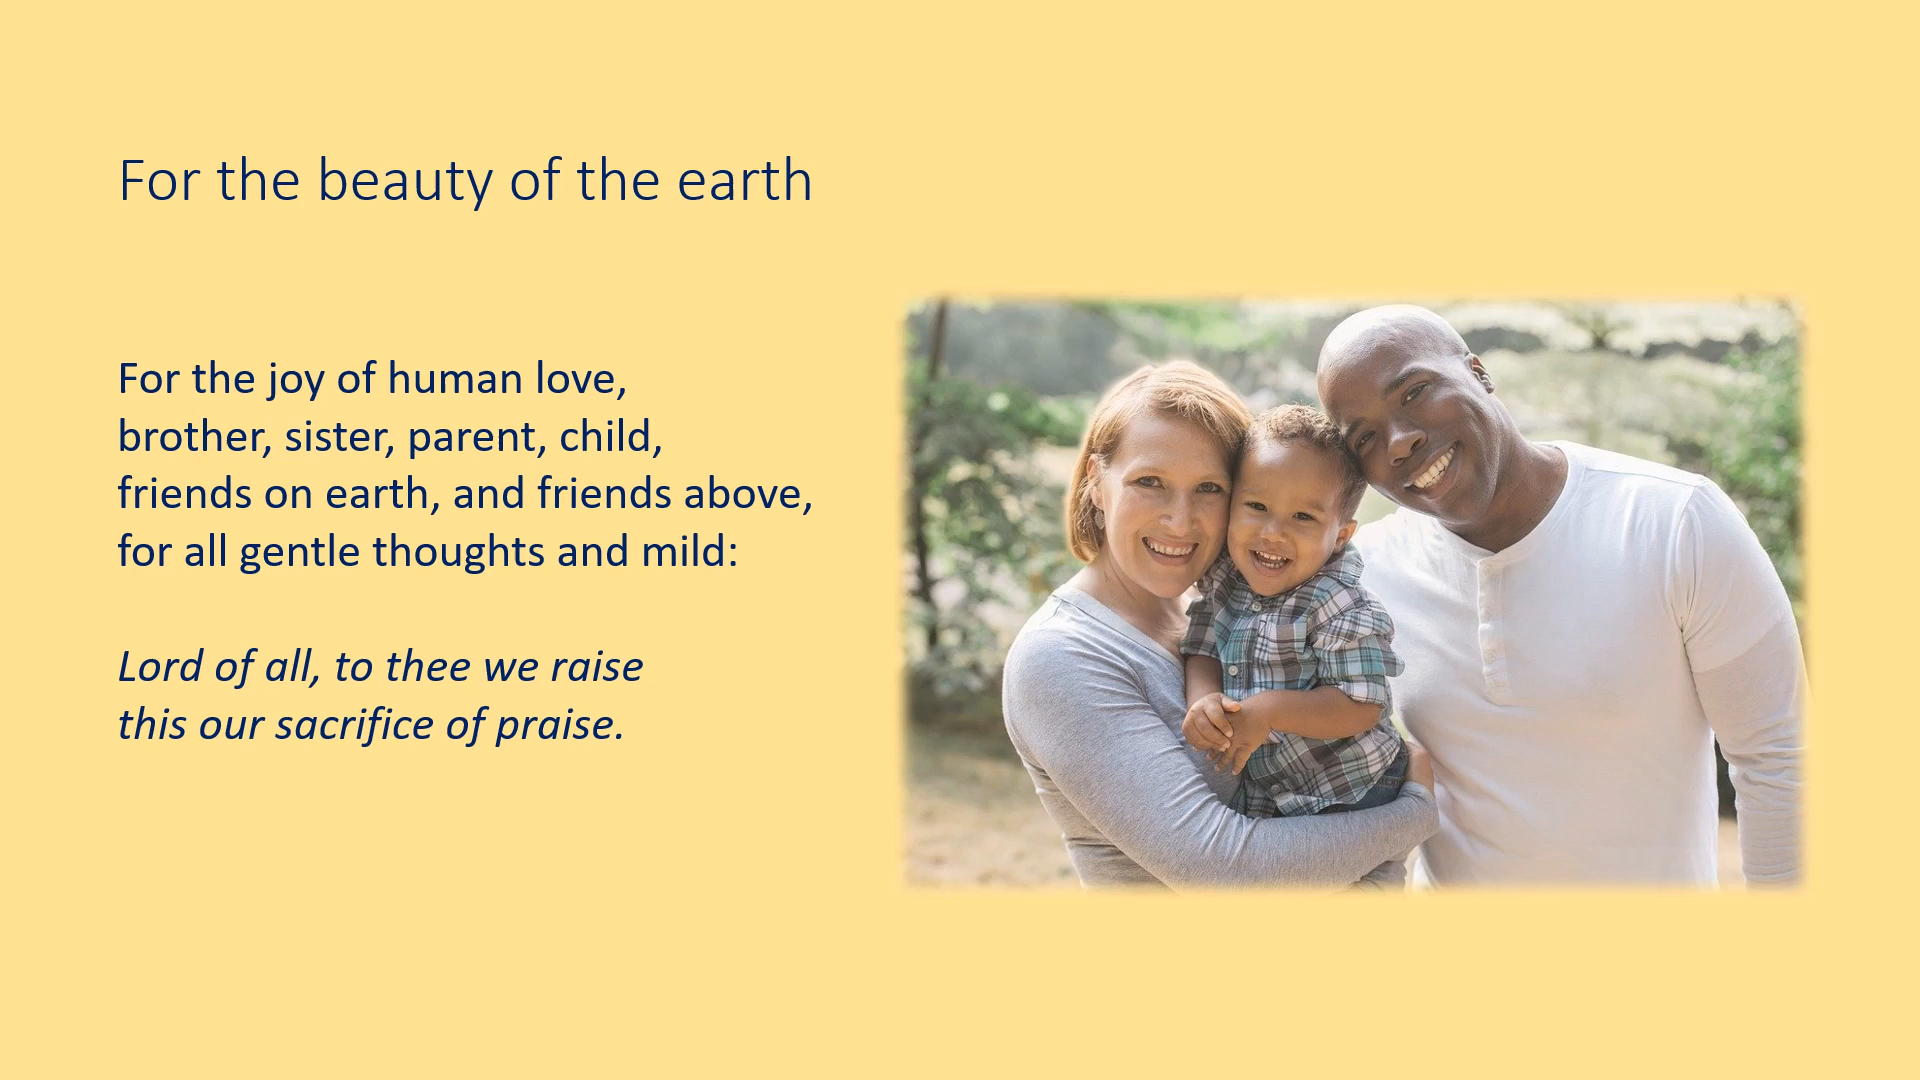 For the beauty of the earth
For the joy of human love,
brother, sister, parent, child,
friends on earth, and friends above,
for all gentle thoughts and mild:
Lord of all, to thee we raise
this our sacrifice of praise.